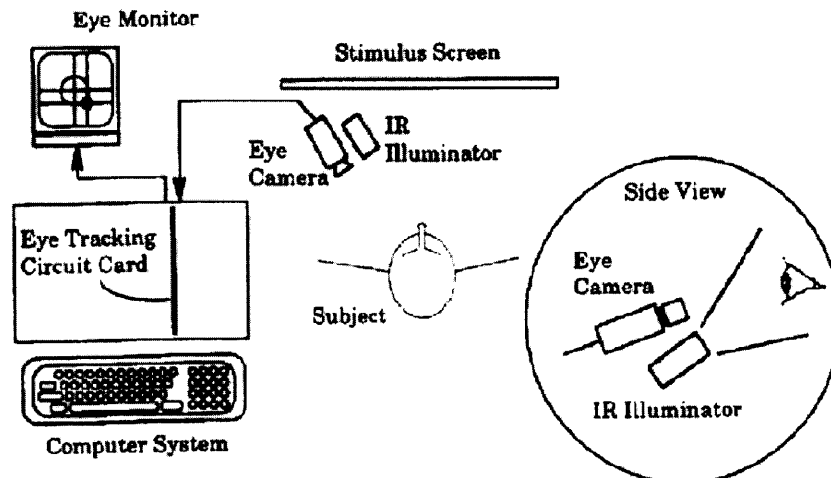 Eye Monitor
Stimulus Screen
Eye
Camera
IR
Illuminator
Eye Tracking
Circuit Card
Subject
Computer System
Side View
Eye
Camera
IR Illuminator